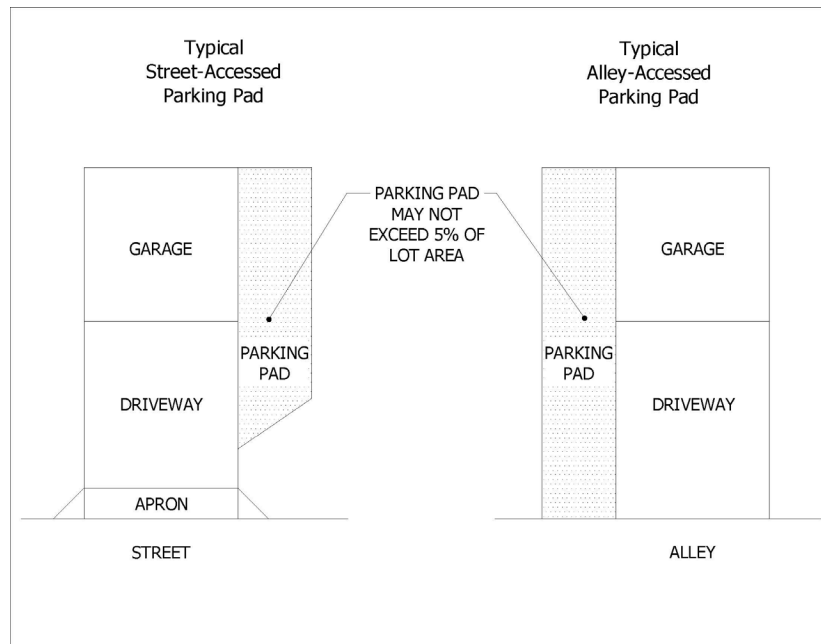 Typical
Street-Accessed
Parking Pad
Typical
Alley-Accessed
Parking Pad
PARKING PAD
MAY NOT
EXCEED 5% OF
LOT AREA
GARAGE
PARKING
PAD
DRIVEWAY
APRON
STREET
GARAGE
PARKING
PAD
DRIVEWAY
ALLEY